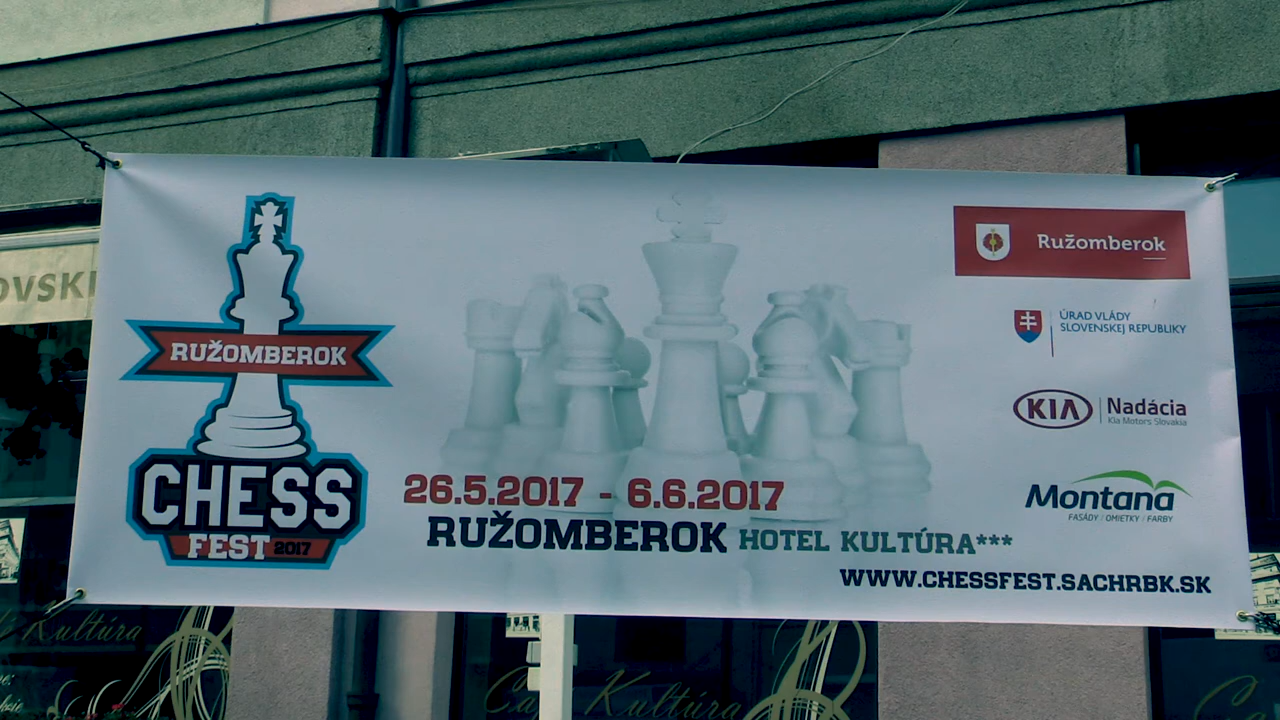 OVSKI
RUŽOMBEROK
CHESS
FEST 2017
26.5.2017 - 6.6.2017
RUŽOMBEROK HOTEL KULTÚRA***
WWW.CHESSFEST.SACHRBK.SK
Ružomberok
ÚRAD VLÁDY
SLOVENSKEJ REPUBLIKY
KIA Nadácia
Kia Motors Slovakia
Montana
FASÁDY / OMIETKY / FARBY
Kultúra
Kultúra